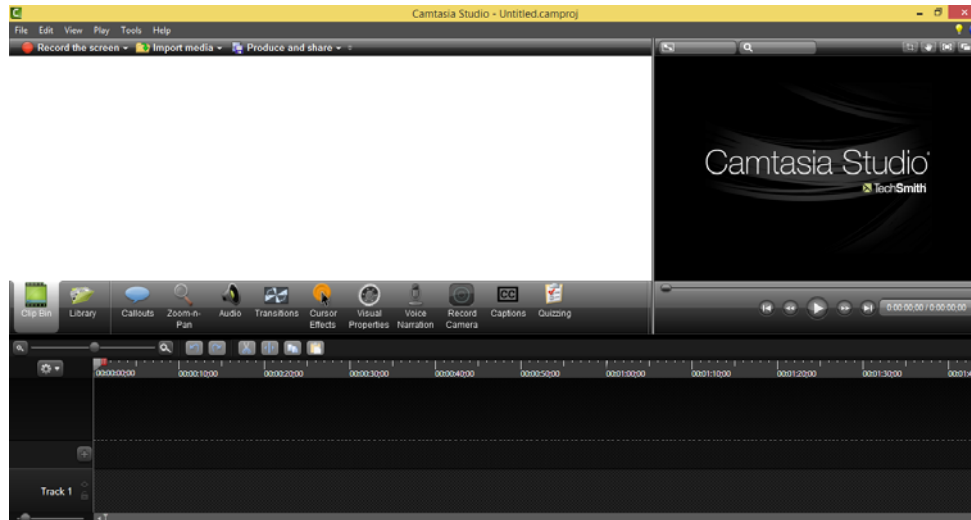 Camtasia Studio - Untitled.camproj
File Edit View Play Tools Help
Record the screen Import media Produce and share
Camtasia Studio
TechSmith
Clip Bin Library Callouts Zoom-n-Pan Audio Transitions Cursor Effects Visual Properties Voice Narration Record Camera CC Captions Quizzing
0:00:00;00 / 0:00:00;00
00:00:00;00 00:00:10;00 00:00:20;00 00:00:30;00 00:00:40;00 00:00:50;00 00:01:00;00 00:01:10;00 00:01:20;00 00:01:30;00
Track 1